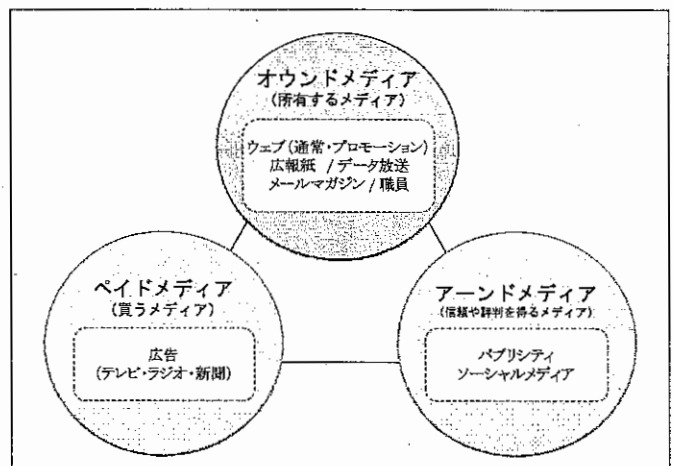 オウンドメディア
(所有するメディア)
ウェブ(通常・プロモーション)
広報紙 / データ放送
メールマガジン / 職員
ペイドメディア
(買うメディア)
広告
(テレビ・ラジオ・新聞)
アーンドメディア
(信頼や評判を得るメディア)
パブリシティ
ソーシャルメディア